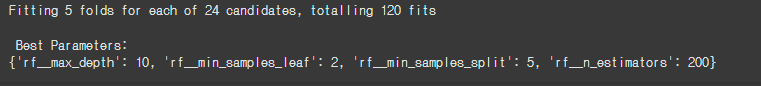 Fitting 5 folds for each of 24 candidates, totalling 120 fits
Best Parameters:
{'rf__max_depth': 10, 'rf__min_samples_leaf': 2, 'rf__min_samples_split': 5, 'rf__n_estimators': 200}